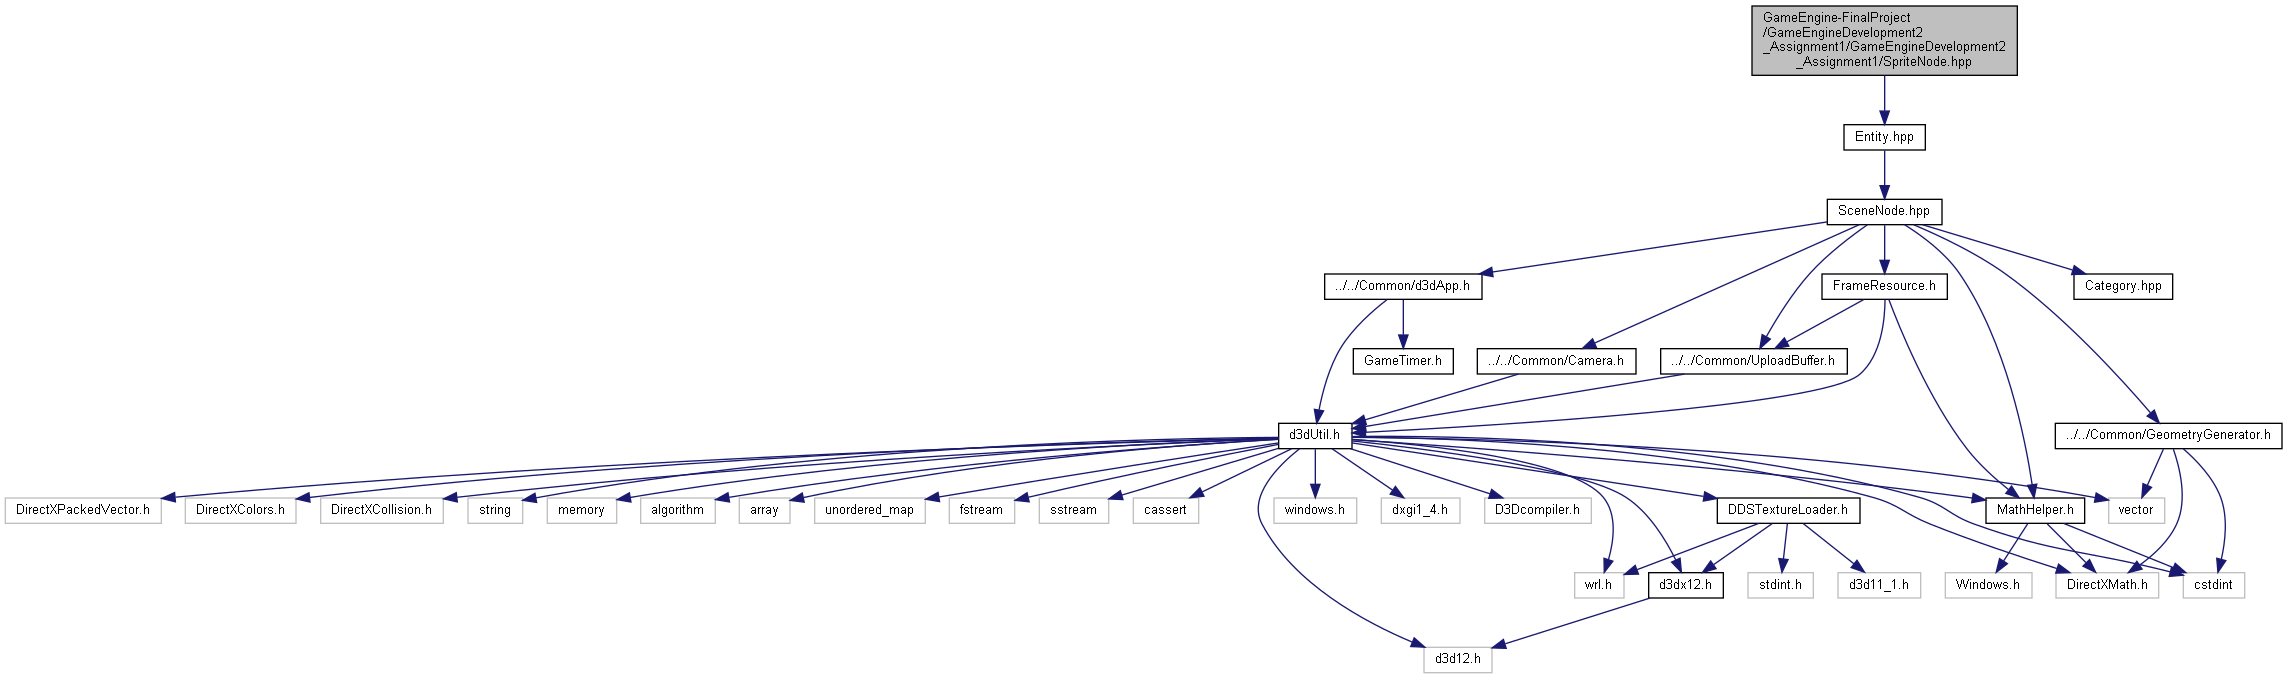 GameEngine-FinalProject
/GameEngineDevelopment2
_Assignment1/GameEngineDevelopment2
_Assignment1/SpriteNode.hpp
Entity.hpp
SceneNode.hpp
../../Common/d3dApp.h
FrameResource.h
Category.hpp
GameTimer.h
../../Common/Camera.h
../../Common/UploadBuffer.h
d3dUtil.h
../../Common/GeometryGenerator.h
DirectXPackedVector.h
DirectXColors.h
DirectXCollision.h
string
memory
algorithm
array
unordered_map
fstream
sstream
cassert
windows.h
dxgi1_4.h
D3Dcompiler.h
DDSTextureLoader.h
MathHelper.h
vector
wrl.h
d3dx12.h
stdint.h
d3d11_1.h
Windows.h
DirectXMath.h
cstdint
d3d12.h